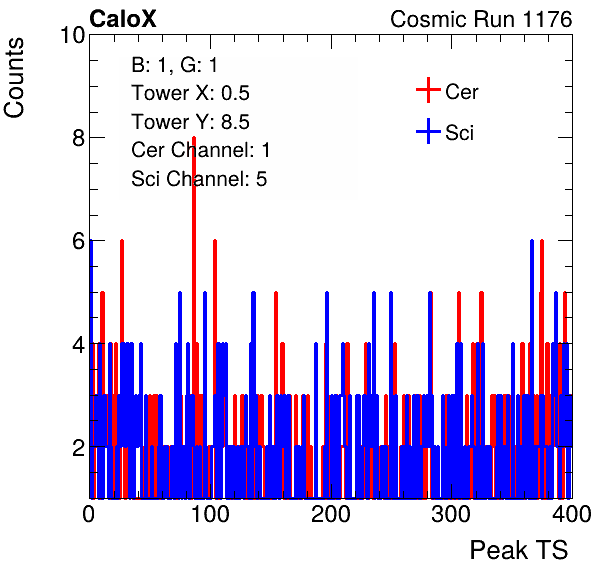 CaloX Cosmic Run 1176
Counts
10
8
6
4
2
B: 1, G: 1
Tower X: 0.5
Tower Y: 8.5
Cer Channel: 1
Sci Channel: 5
Cer
Sci
0 100 200 300 400
Peak TS